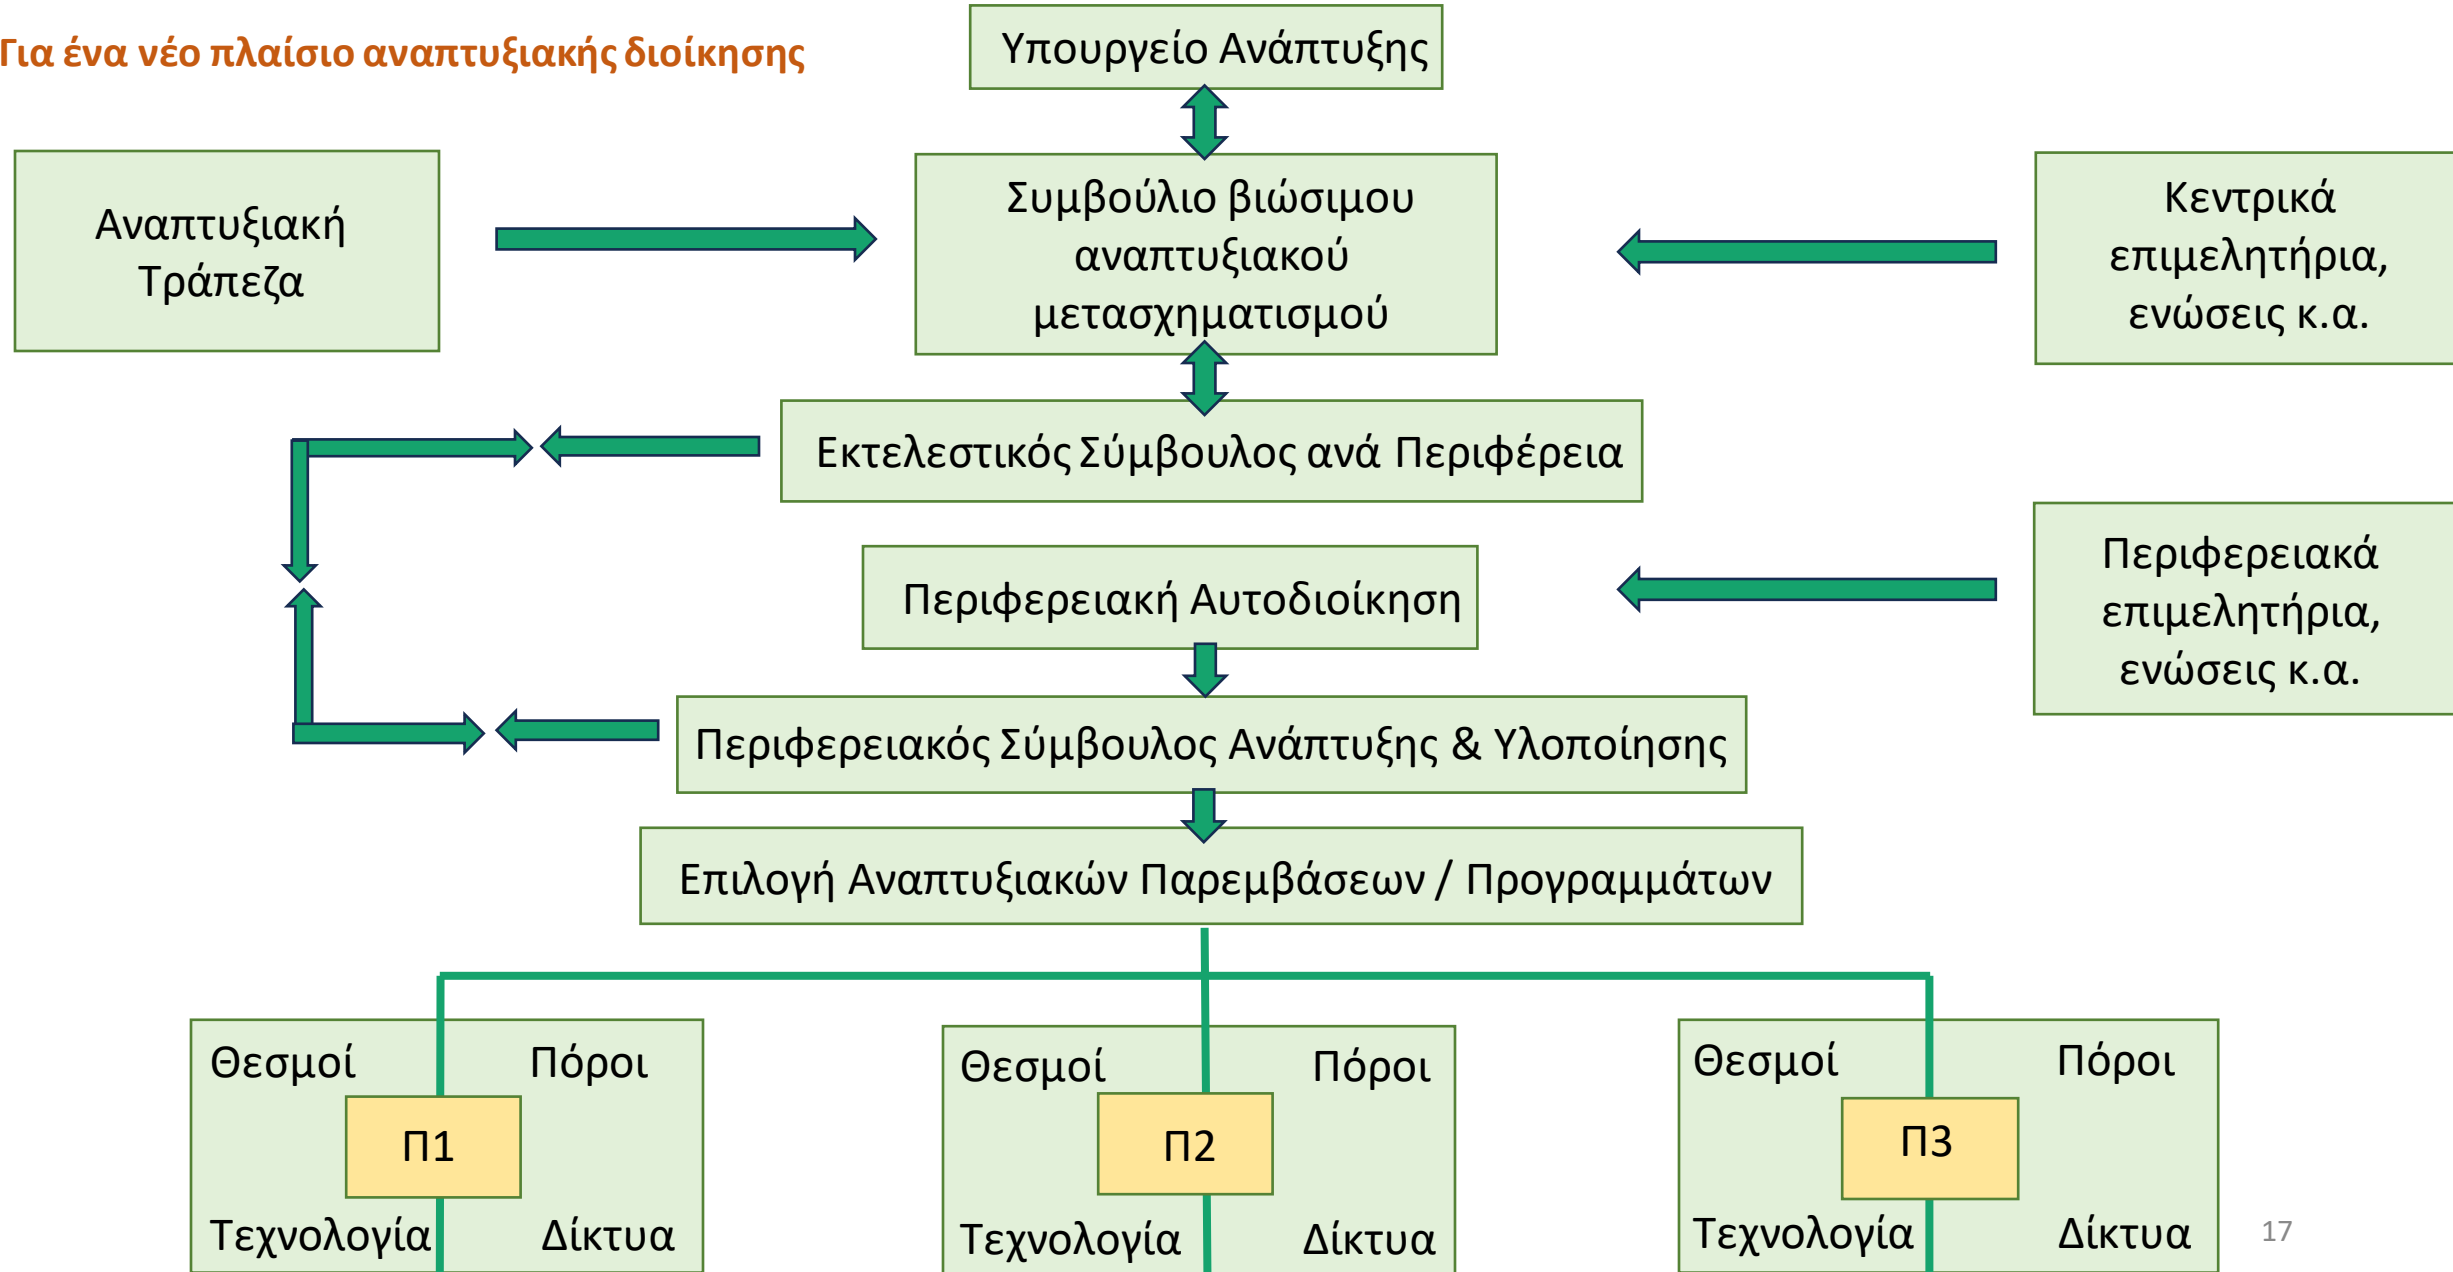 Για ένα νέο πλαίσιο αναπτυξιακής διοίκησης
Υπουργείο Ανάπτυξης
Αναπτυξιακή
Τράπεζα
Συμβούλιο βιώσιμου
αναπτυξιακού
μετασχηματισμού
Κεντρικά
επιμελητήρια,
ενώσεις κ.α.
Εκτελεστικός Σύμβουλος ανά Περιφέρεια
Περιφερειακή Αυτοδιοίκηση
Περιφερειακά
επιμελητήρια,
ενώσεις κ.α.
Περιφερειακός Σύμβουλος Ανάπτυξης & Υλοποίησης
Επιλογή Αναπτυξιακών Παρεμβάσεων / Προγραμμάτων
Θεσμοί Πόροι
Π1
Τεχνολογία Δίκτυα
Θεσμοί Πόροι
Π2
Τεχνολογία Δίκτυα
Θεσμοί Πόροι
Π3
Τεχνολογία Δίκτυα
17